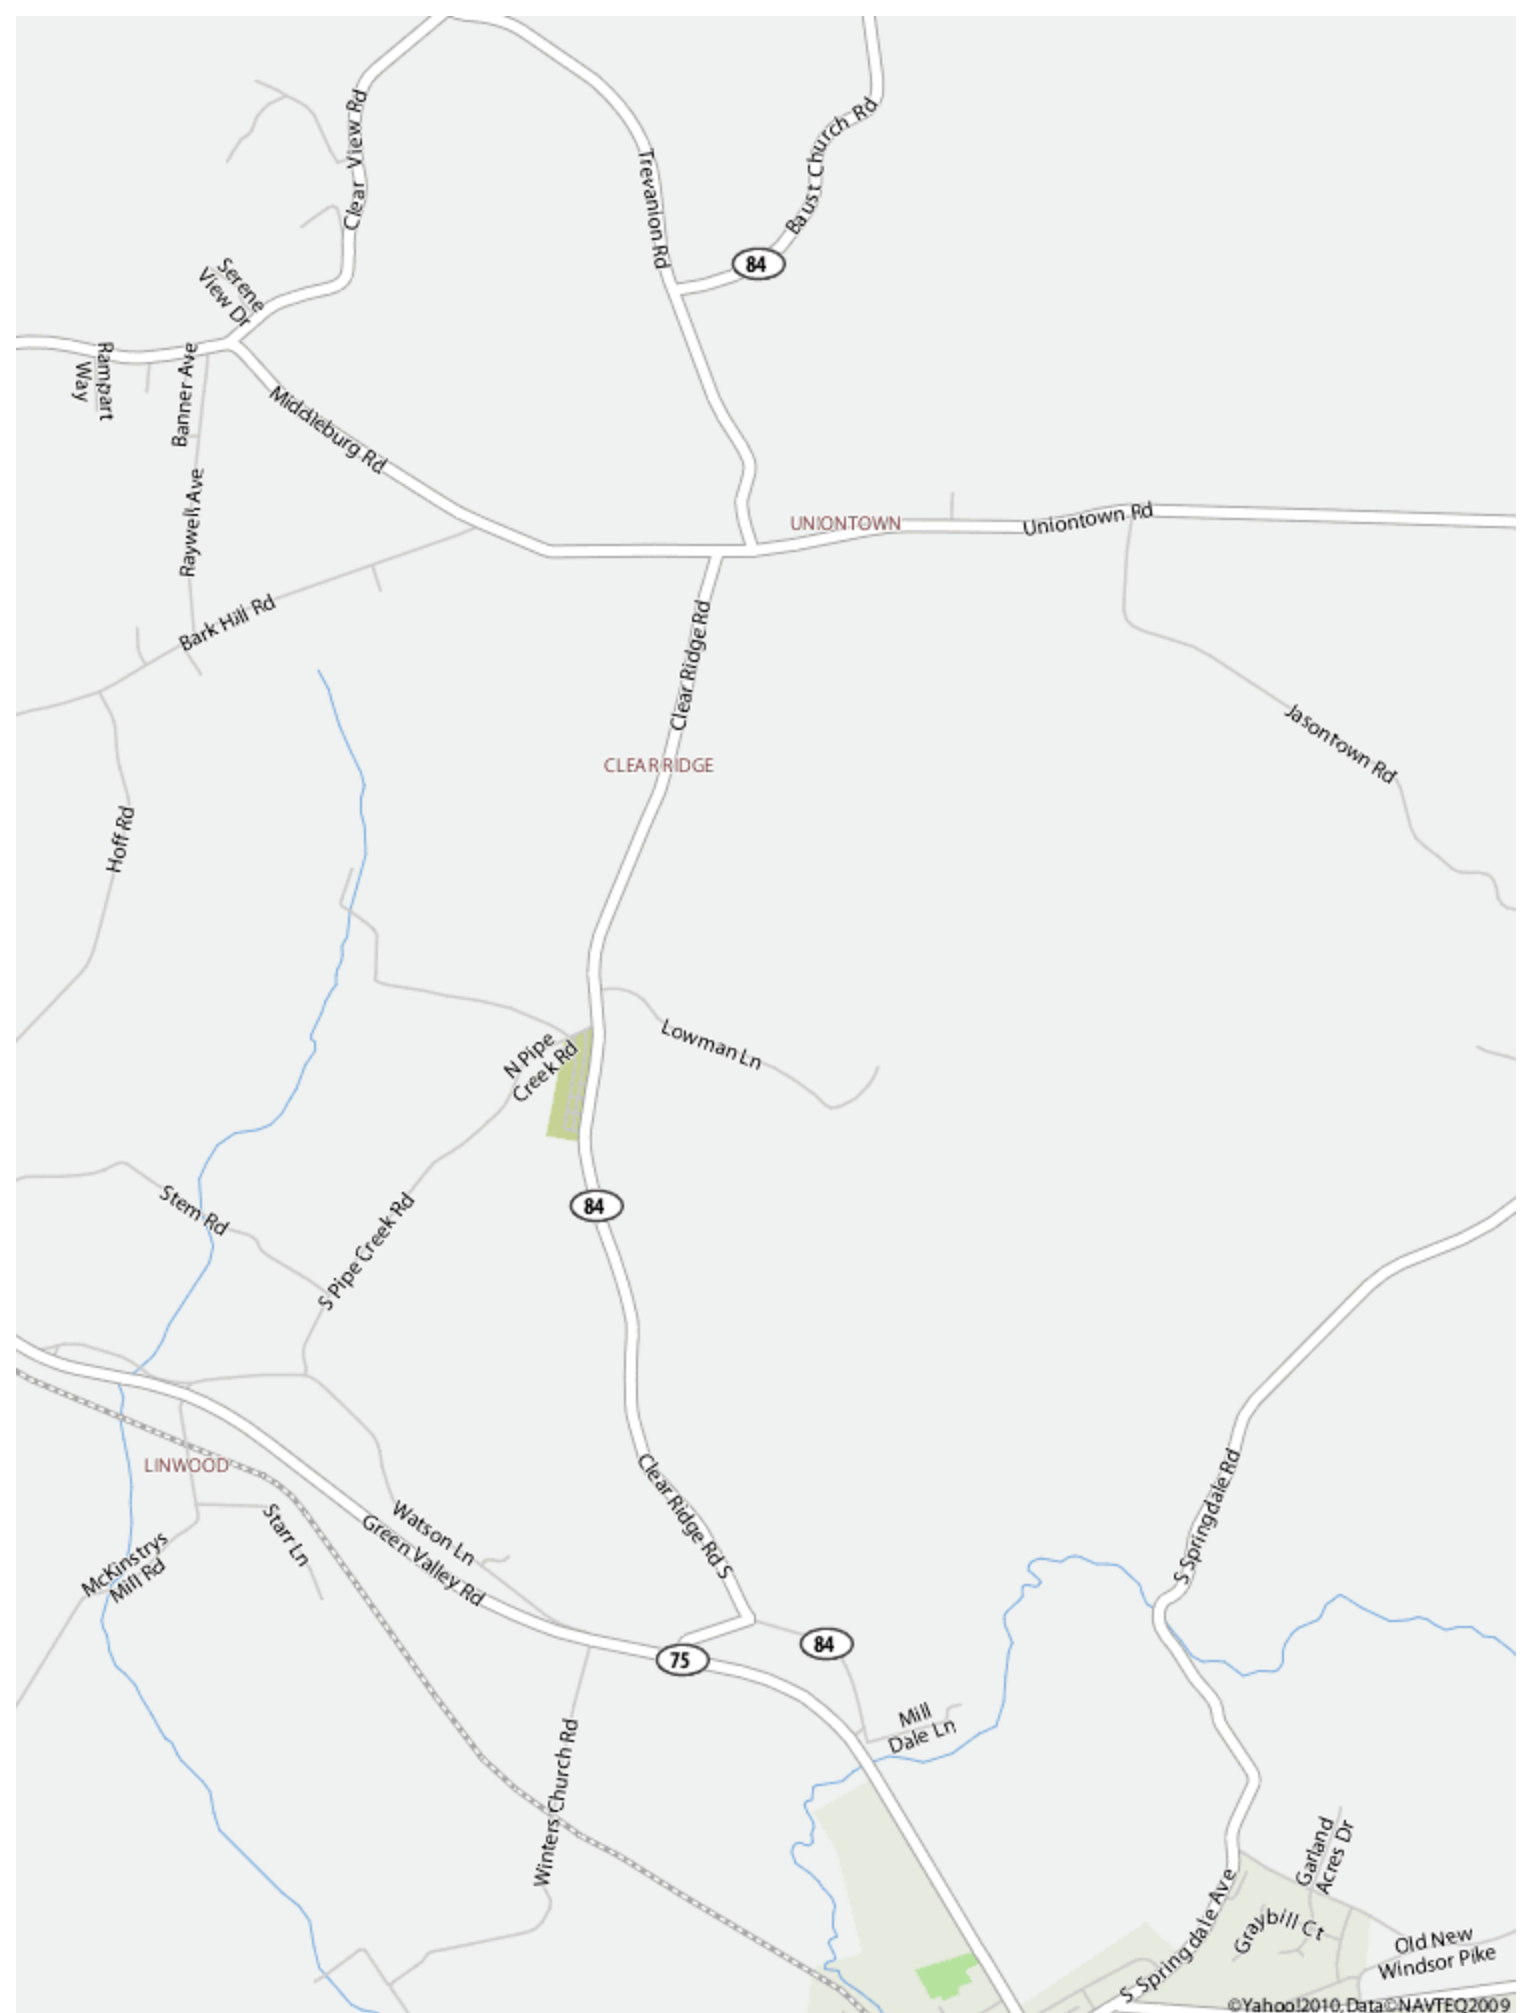 Clear View Rd
Trevanion Rd
Baust Church Rd
84
Serene
View Dr
Rampart
Way
Banner Ave
Middleburg Rd
Raywell Ave
UNIONTOWN
Uniontown Rd
Bark Hill Rd
Clear Ridge Rd
CLEAR RIDGE
Jasontown Rd
Hoff Rd
N Pipe
Creek Rd
Lowman Ln
Stem Rd
S Pipe Creek Rd
84
LINWOOD
Clear Ridge Rd S
S Springdale Rd
Watson Ln
Green Valley Rd
Starr Ln
McKinstrys
Mill Rd
84
75
Mill
Dale Ln
Winters Church Rd
Garland
Acres Dr
S Springdale Ave
Graybill Ct
Old New
Windsor Pike
©Yahoo!2010, Data©NAVTEQ2009